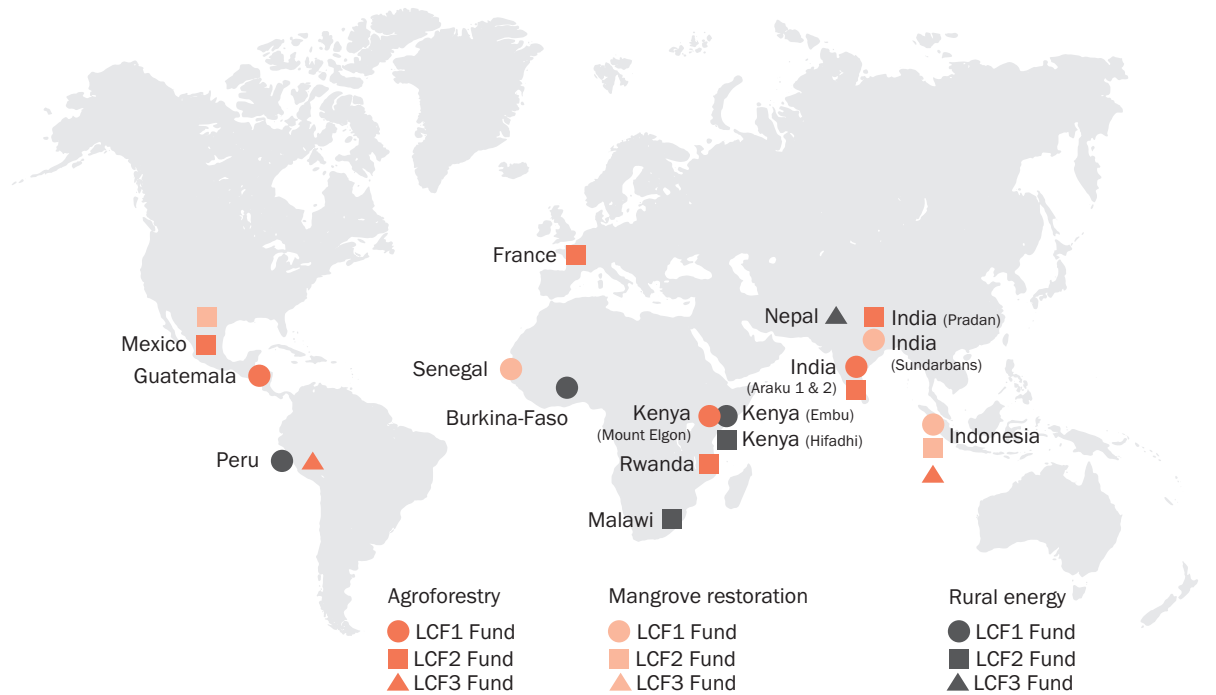 France
Nepal
India (Pradan)
India
(Sundarbans)
Mexico
Guatemala
Senegal
India
(Araku 1 & 2)
Burkina-Faso
Kenya
(Mount Elgon)
Kenya (Embu)
Kenya (Hifadhi)
Indonesia
Peru
Rwanda
Malawi
Agroforestry
LCF1 Fund
LCF2 Fund
LCF3 Fund
Mangrove restoration
LCF1 Fund
LCF2 Fund
LCF3 Fund
Rural energy
LCF1 Fund
LCF2 Fund
LCF3 Fund